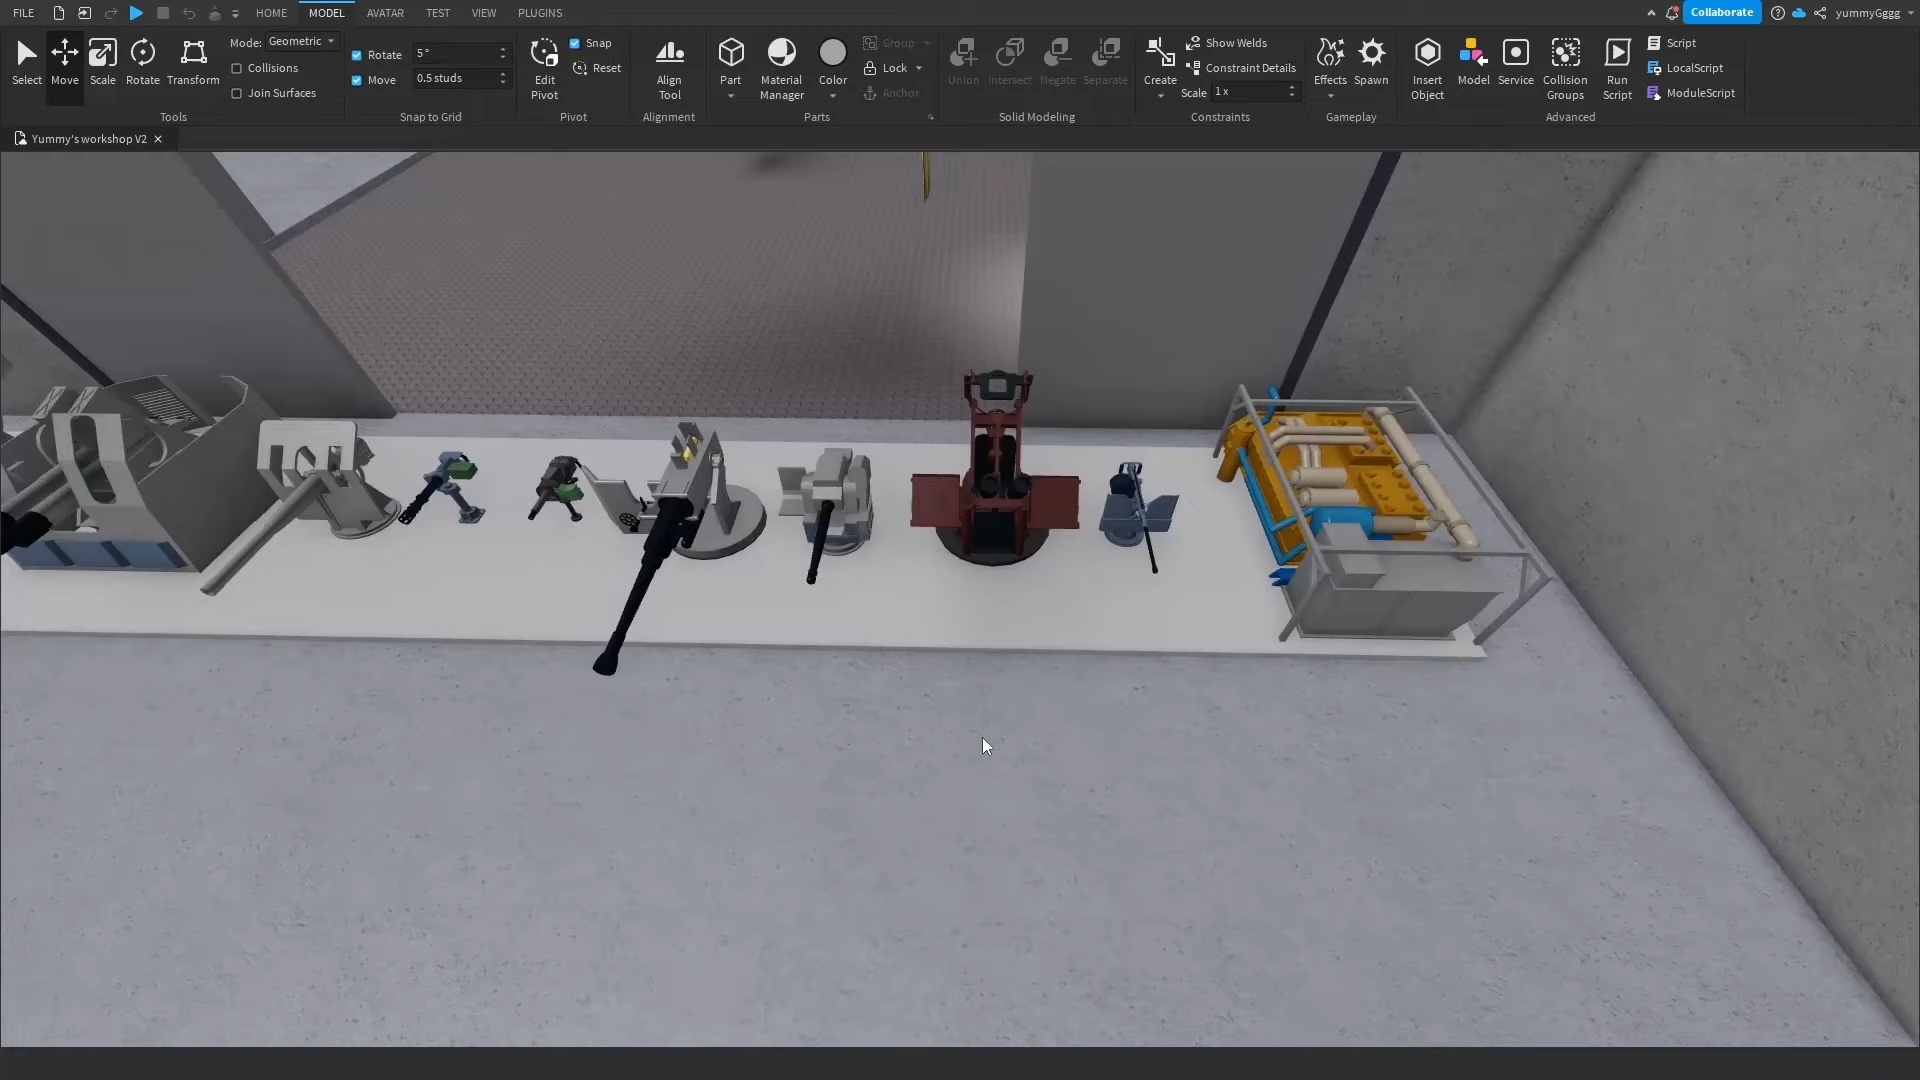 FILE HOME MODEL AVATAR TEST VIEW PLUGINS Collaborate yummyGggg
Select Move Scale Rotate Transform
Mode: Geometric
Collisions
Join Surfaces
Tools
Rotate 5 °
Move 0.5 studs
Snap to Grid
Edit Pivot
Snap
Reset
Pivot
Align Tool
Alignment
Part
Material Manager
Color
Group
Lock
Anchor
Parts
Union Intersect Negate Separate
Solid Modeling
Create
Show Welds
Constraint Details
Scale 1 x
Constraints
Effects Spawn
Gameplay
Insert Object
Model
Service
Collision Groups
Run Script
Script
LocalScript
ModuleScript
Advanced
Yummy's workshop V2